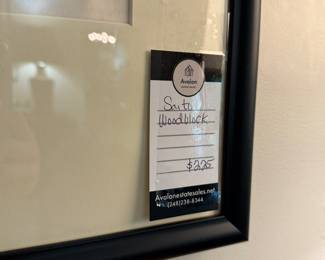 Avalon
Saito
Woodblock
$225
Avalonestatesales.net
(248)238-8344